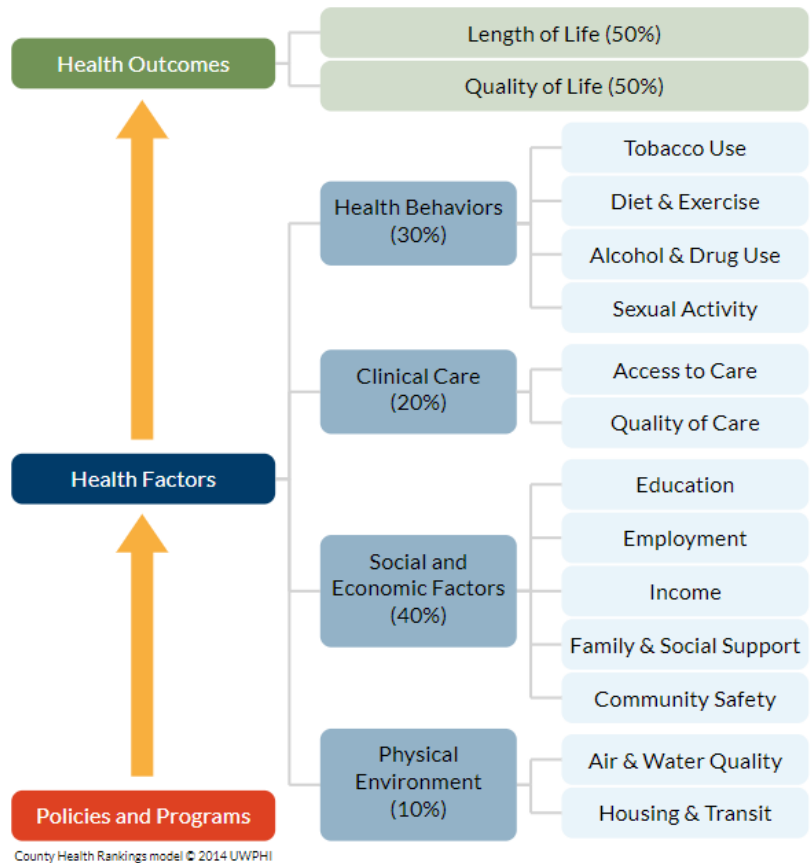 Health Outcomes
Length of Life (50%)
Quality of Life (50%)
Health Factors
Health Behaviors
(30%)
Tobacco Use
Diet & Exercise
Alcohol & Drug Use
Sexual Activity
Clinical Care
(20%)
Access to Care
Quality of Care
Social and
Economic Factors
(40%)
Education
Employment
Income
Family & Social Support
Community Safety
Physical
Environment
(10%)
Air & Water Quality
Housing & Transit
Policies and Programs
County Health Rankings model © 2014 UWPHI